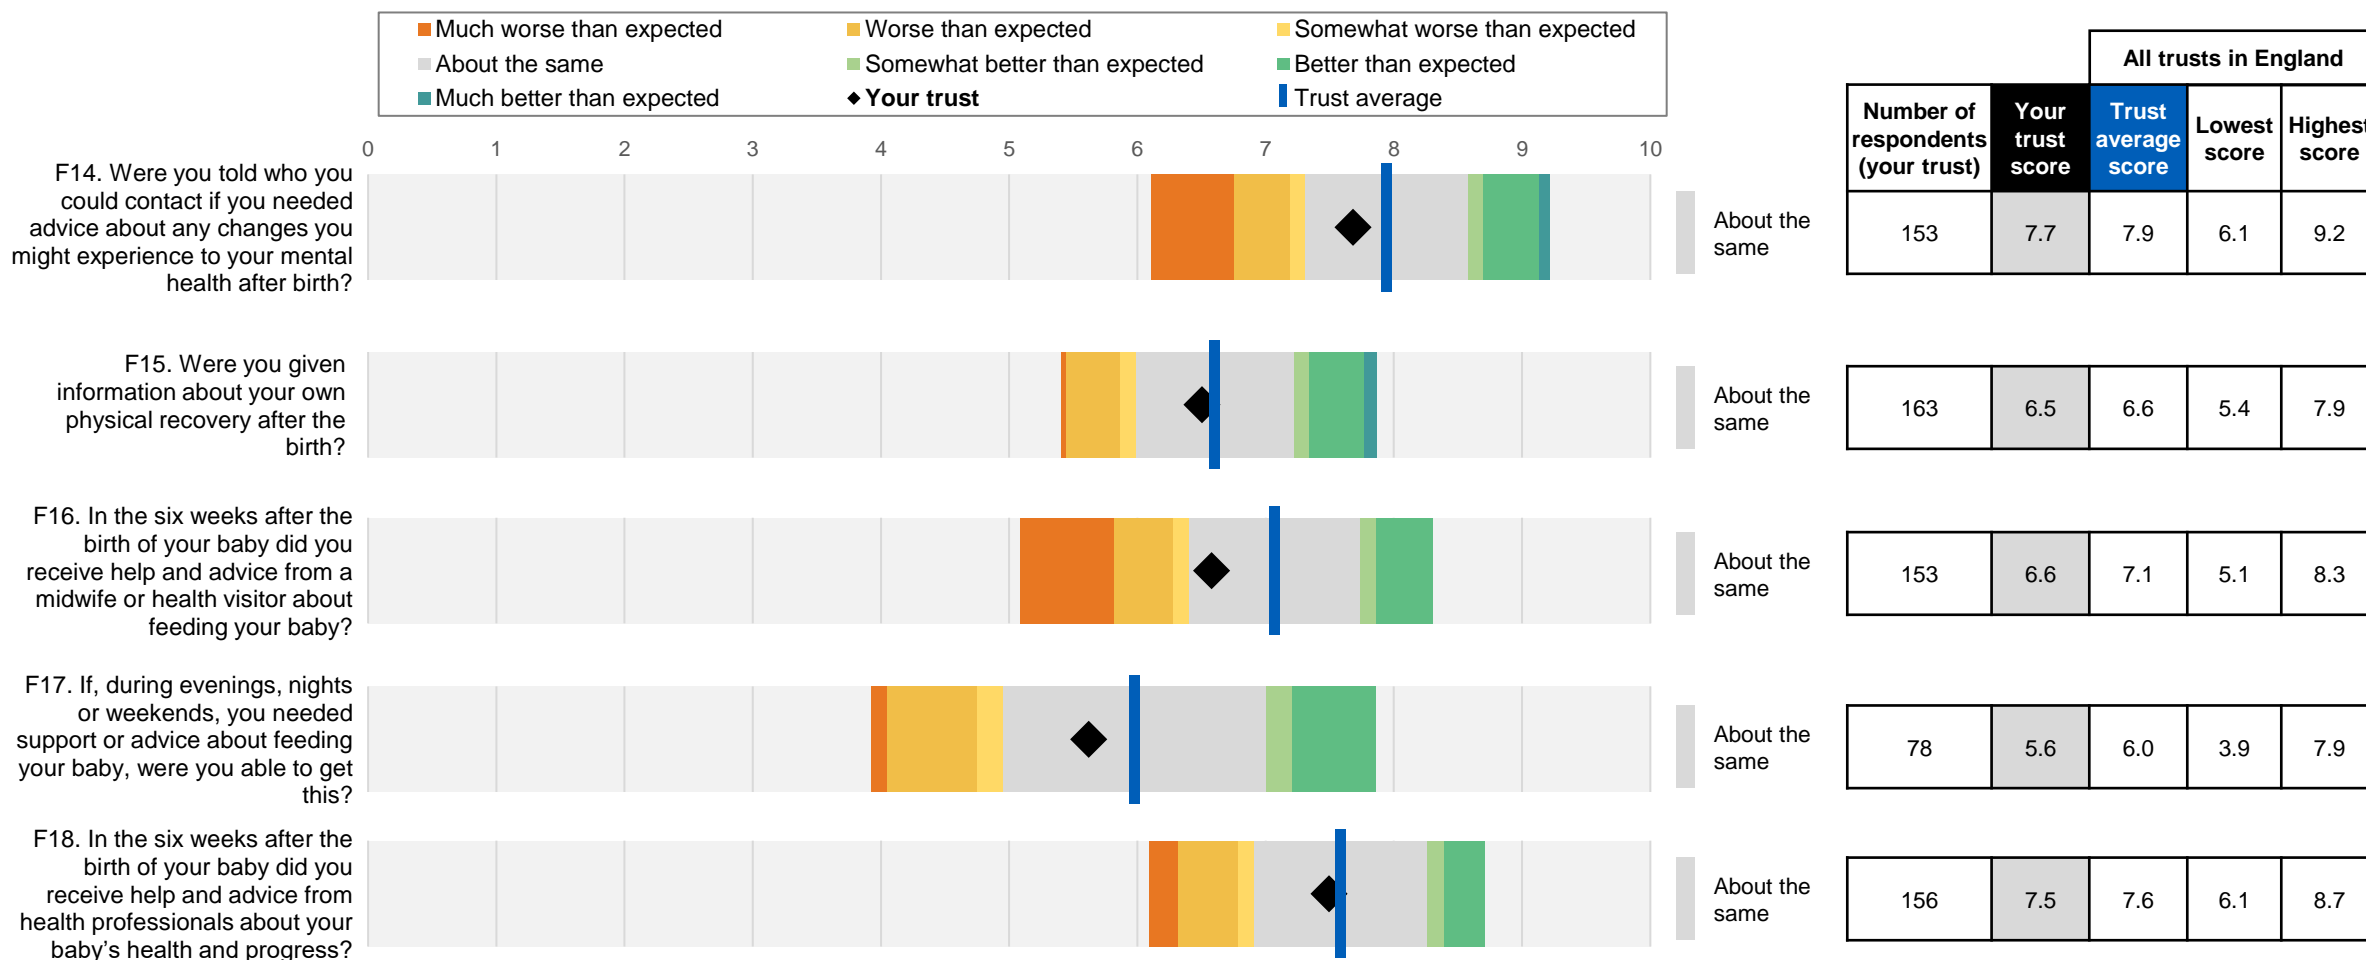 Much worse than expected
Worse than expected
Somewhat worse than expected
About the same
Somewhat better than expected
Better than expected
Much better than expected
Your trust
Trust average
All trusts in England
Number of
respondents
(your trust)
Your
trust
score
Trust
average
score
Lowest
score
Highest
score
0 1 2 3 4 5 6 7 8 9 10
F14. Were you told who you
could contact if you needed
advice about any changes you
might experience to your mental
health after birth?
About the
same
153 7.7 7.9 6.1 9.2
F15. Were you given
information about your own
physical recovery after the
birth?
About the
same
163 6.5 6.6 5.4 7.9
F16. In the six weeks after the
birth of your baby did you
receive help and advice from a
midwife or health visitor about
feeding your baby?
About the
same
153 6.6 7.1 5.1 8.3
F17. If, during evenings, nights
or weekends, you needed
support or advice about feeding
your baby, were you able to get
this?
About the
same
78 5.6 6.0 3.9 7.9
F18. In the six weeks after the
birth of your baby did you
receive help and advice from
health professionals about your
baby’s health and progress?
About the
same
156 7.5 7.6 6.1 8.7